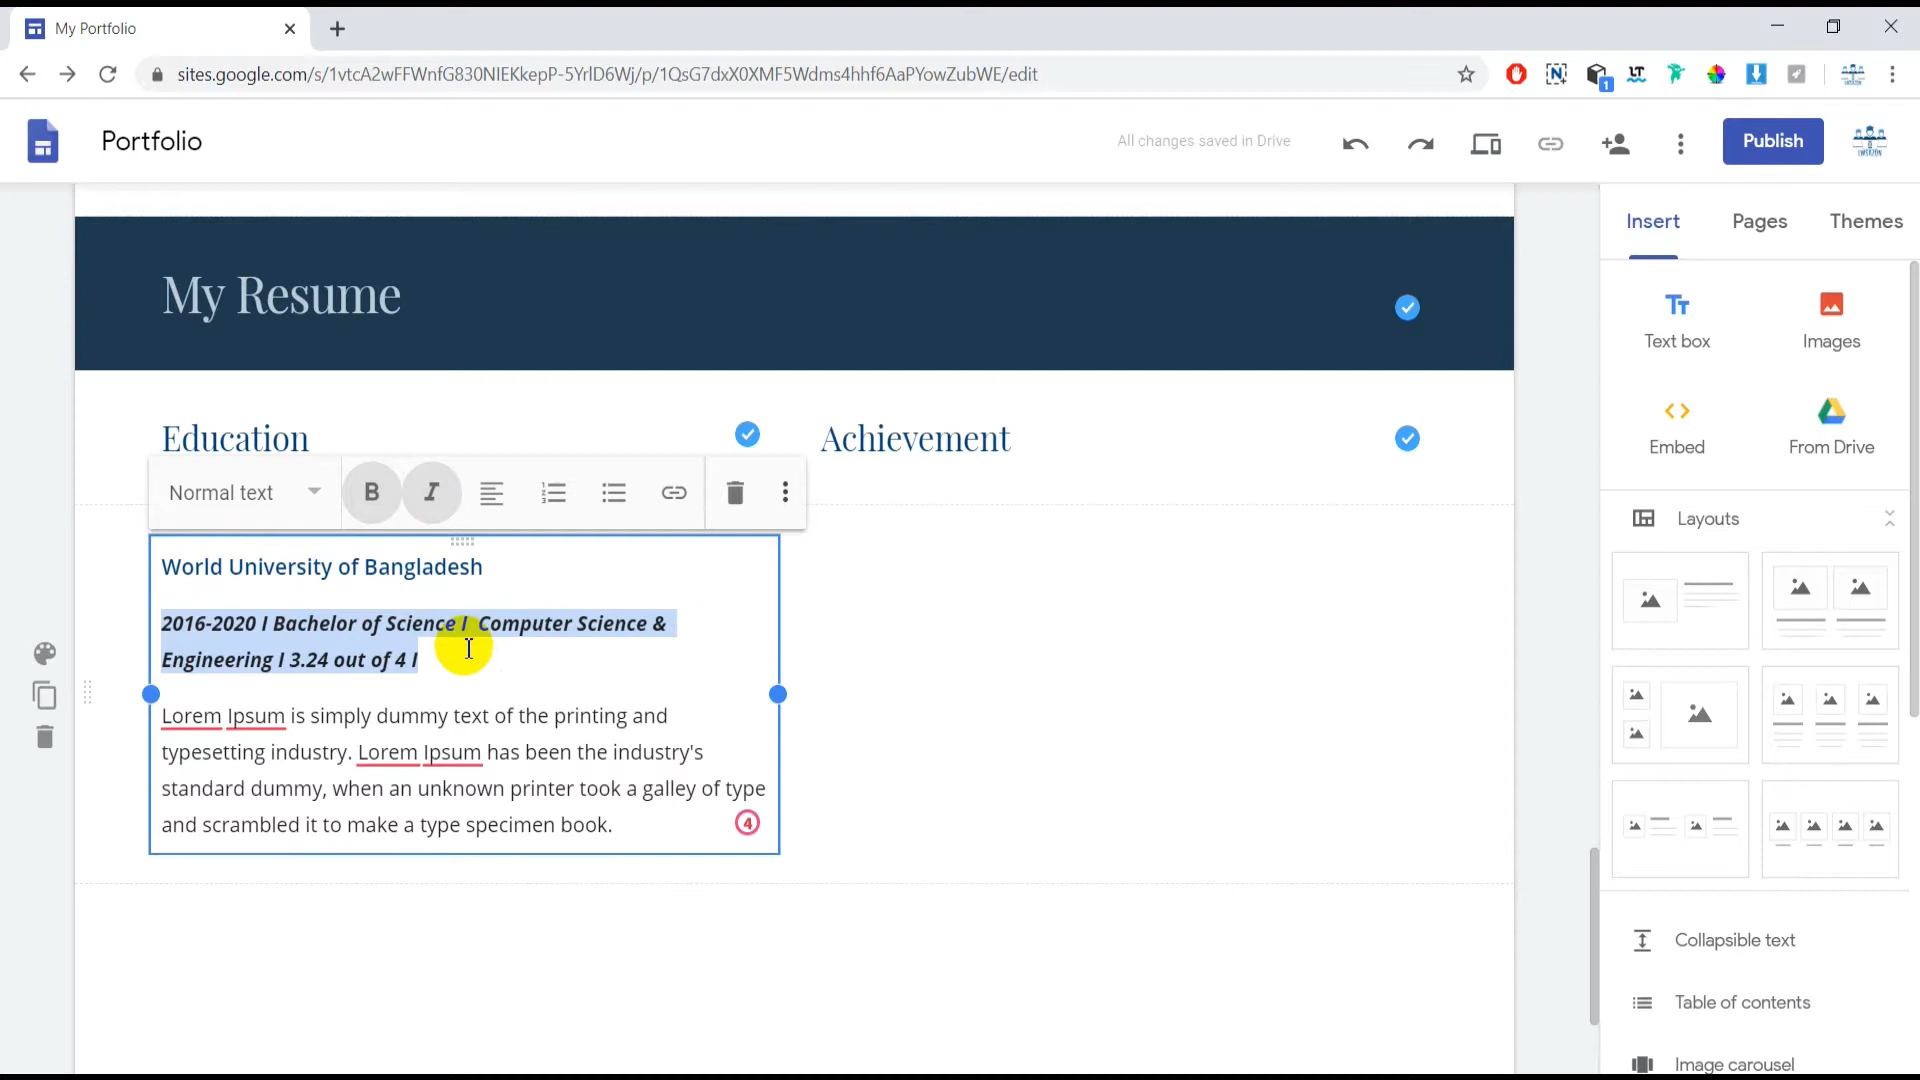 My Portfolio
sites.google.com/s/1vtcA2wFFWnfG830NIEKkepP-5YrlD6Wj/p/1QsG7dxX0XMF5Wdms4hhf6AaPYowZubWE/edit
LT
1
Portfolio
All changes saved in Drive
Publish
Insert
Pages
Themes
My Resume
Text box
Images
Embed
From Drive
Education
Achievement
Normal text
B
I
Layouts
World University of Bangladesh
2016-2020 I Bachelor of Science I  Computer Science &
Engineering I 3.24 out of 4 I
Lorem Ipsum is simply dummy text of the printing and
typesetting industry. Lorem Ipsum has been the industry's
standard dummy, when an unknown printer took a galley of type
and scrambled it to make a type specimen book.
4
Collapsible text
Table of contents
Image carousel